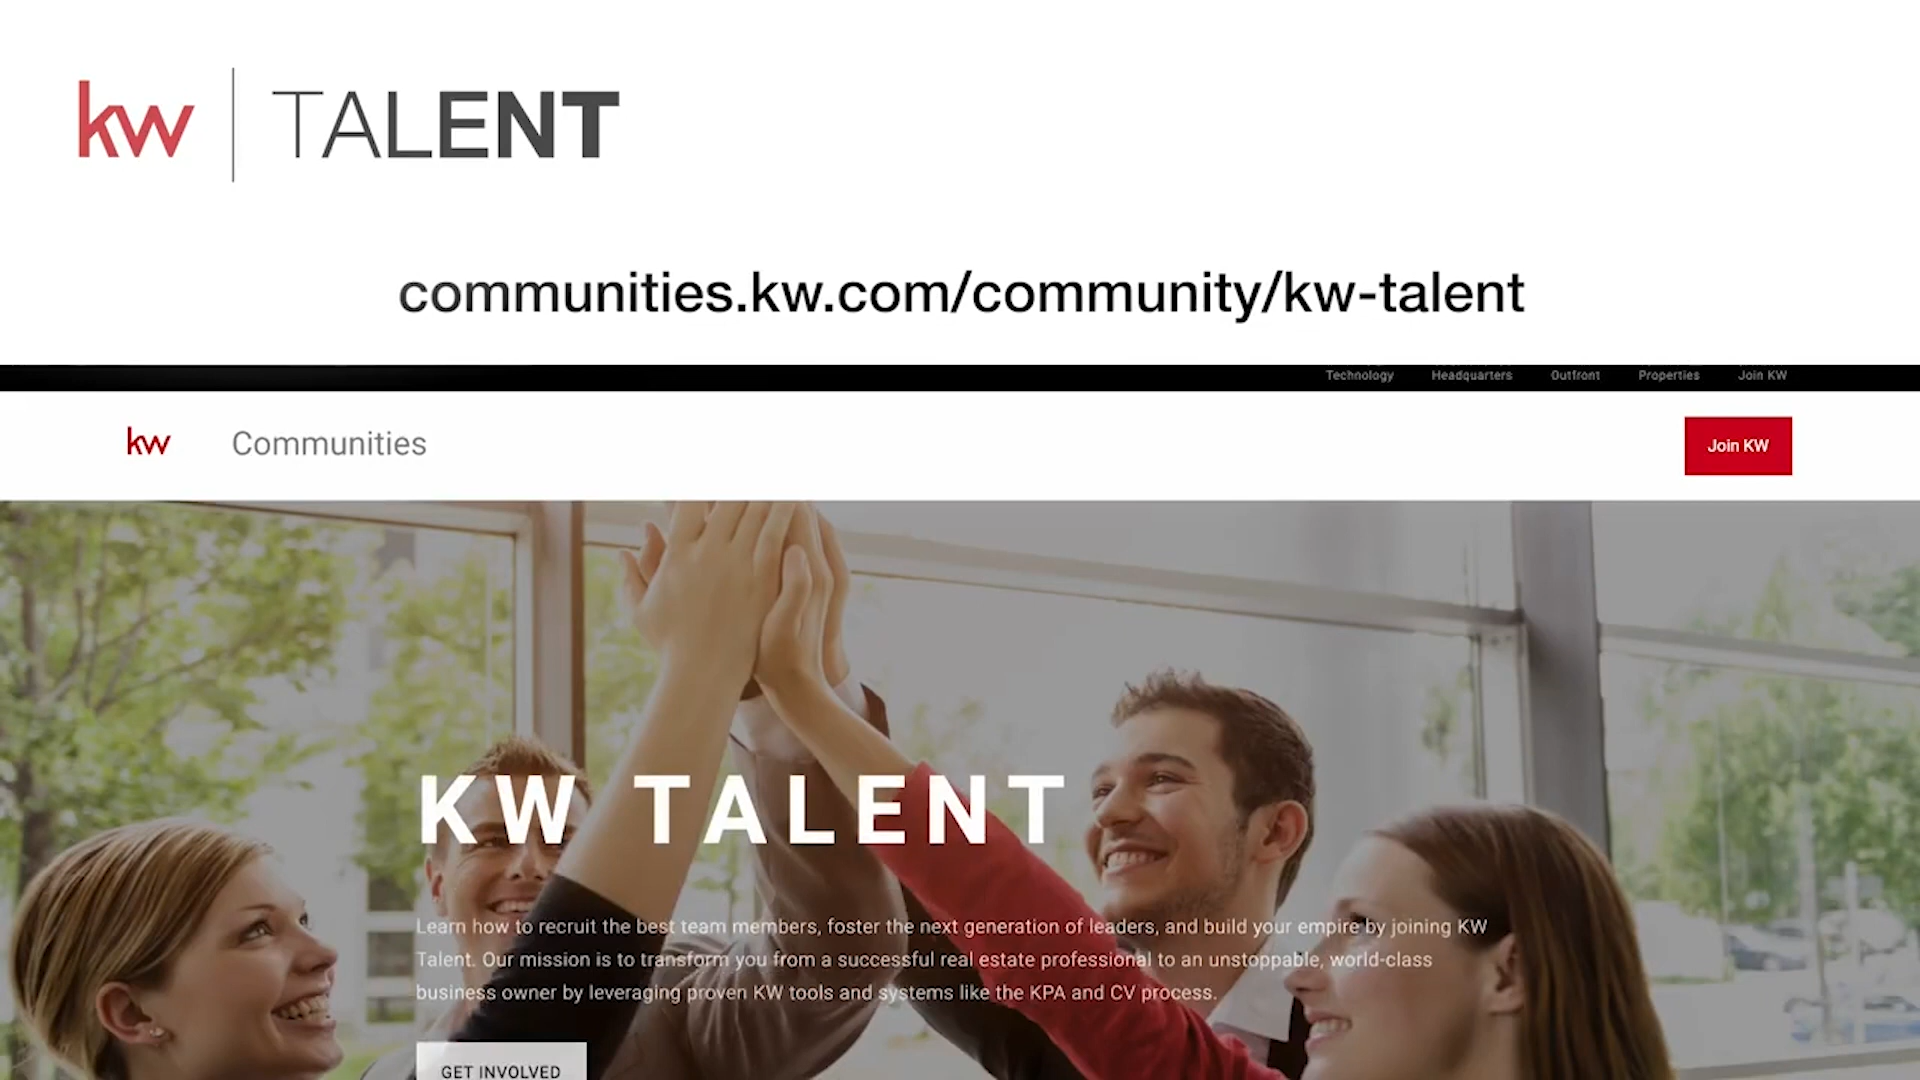 kw TALENT
communities.kw.com/community/kw-talent
Technology Headquarters Outfront Properties Join KW
kw Communities Join KW
KW TALENT
Learn how to recruit the best team members, foster the next generation of leaders, and build your empire by joining KW
Talent. Our mission is to transform you from a successful real estate professional to an unstoppable, world-class
business owner by leveraging proven KW tools and systems like the KPA and CV process.
GET INVOLVED